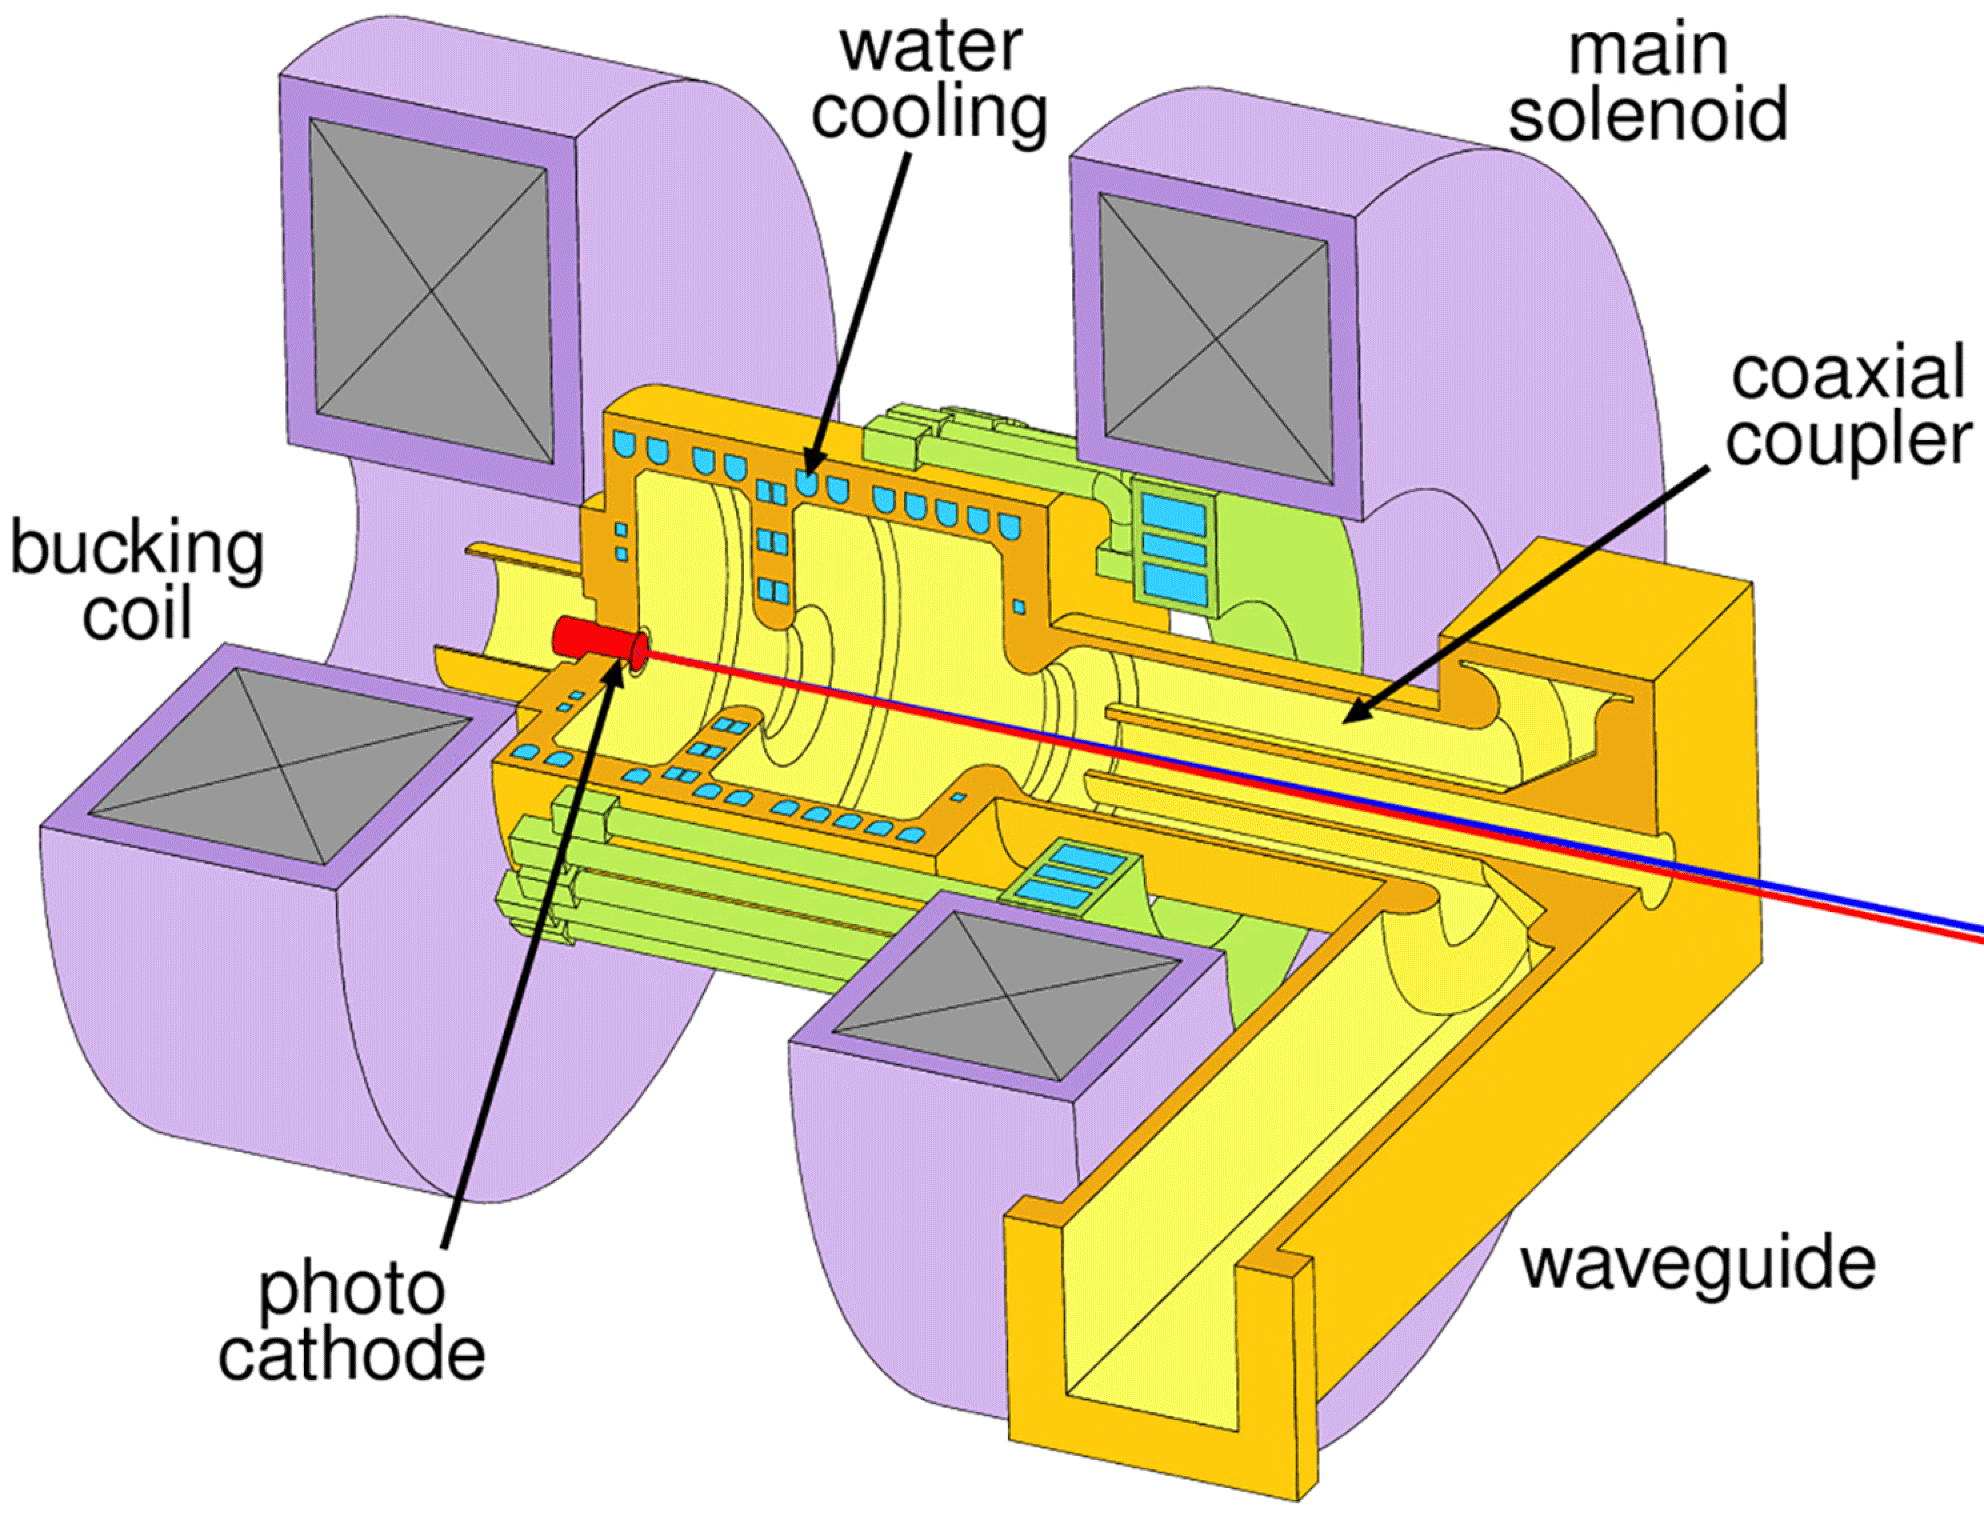 water
cooling
main
solenoid
coaxial
coupler
bucking
coil
photo
cathode
waveguide